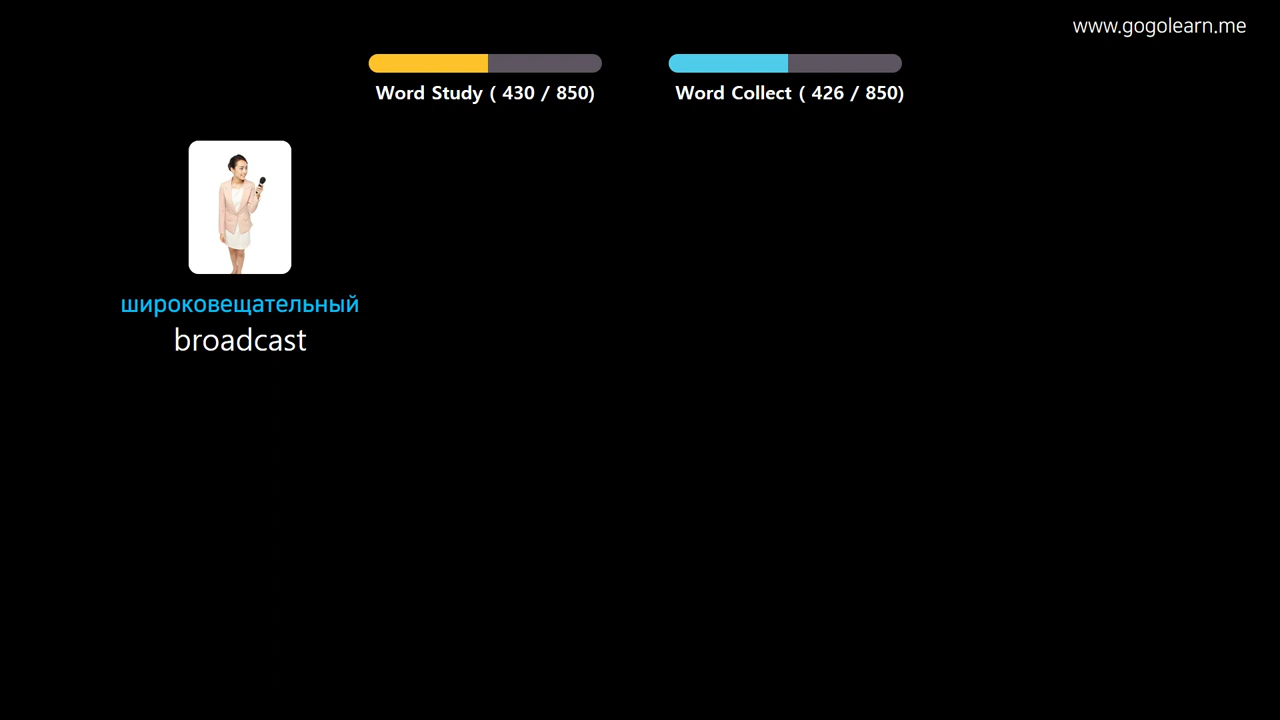 www.gogolearn.me
Word Study ( 430 / 850)
Word Collect ( 426 / 850)
широковещательный
broadcast